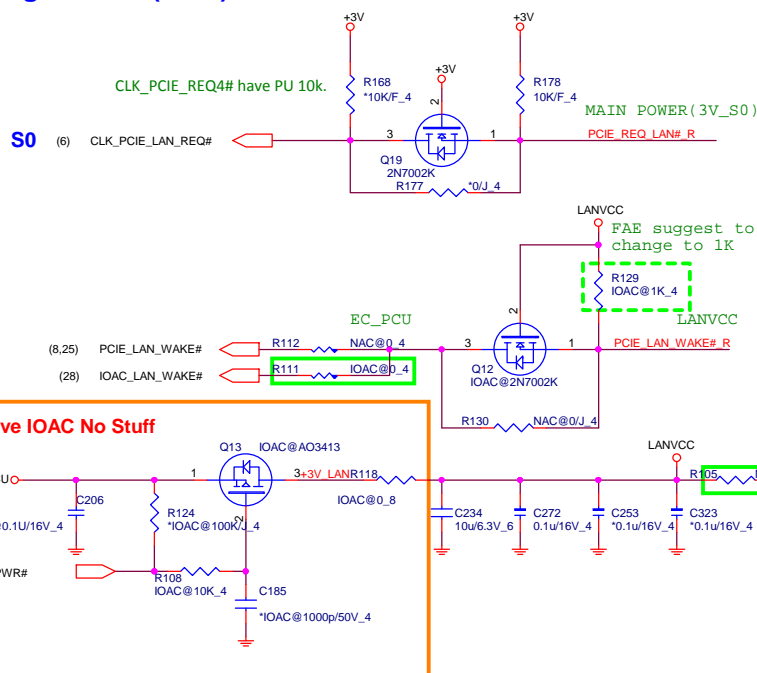 +3V
+3V
+3V
CLK_PCIE_REQ4# have PU 10k.
R168
*10K/F_4
R178
10K/F_4
2
MAIN POWER(3V_S0)
S0
(6)
CLK_PCIE_LAN_REQ#
3
1
PCIE_REQ_LAN#_R
Q19
2N7002K
R177
*0/J_4
LANVCC
FAE suggest to
change to 1K
R129
IOAC@1K_4
2
EC_PCU
LANVCC
(8,25)
PCIE_LAN_WAKE#
R112
NAC@0_4
3
1
PCIE_LAN_WAKE#_R
(28)
IOAC_LAN_WAKE#
R111
IOAC@0_4
Q12
IOAC@2N7002K
R130
NAC@0/J_4
ve IOAC No Stuff
Q13
IOAC@AO3413
LANVCC
1
3
+3V_LAN
R118
IOAC@0_8
R105
C206
0.1U/16V_4
R124
*IOAC@100K/J_4
2
C234
10u/6.3V_6
C272
0.1u/16V_4
C253
*0.1u/16V_4
C323
*0.1u/16V_4
WR#
R108
IOAC@10K_4
C185
*IOAC@1000p/50V_4